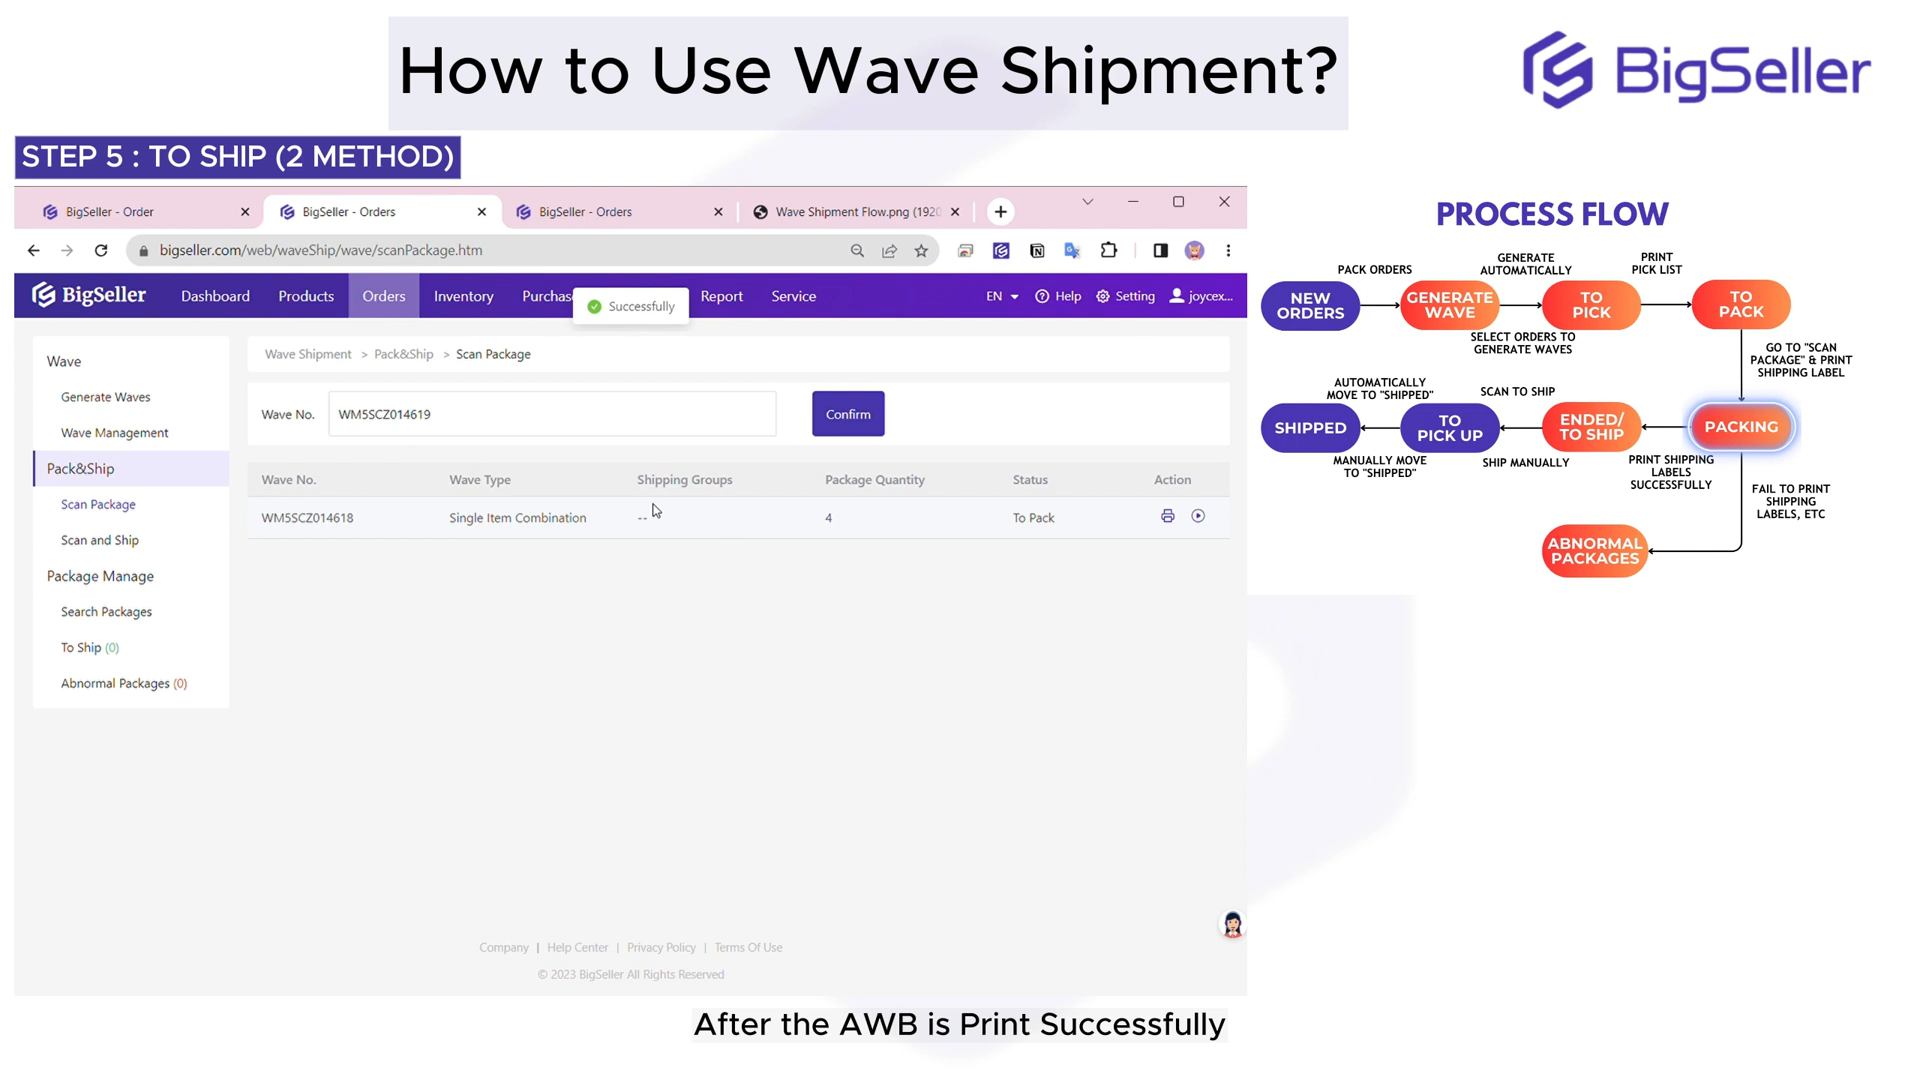 How to Use Wave Shipment?
BigSeller
STEP 5 : TO SHIP (2 METHOD)
BigSeller - Order
BigSeller - Orders
BigSeller - Orders
Wave Shipment Flow.png (1920
bigseller.com/web/waveShip/wave/scanPackage.htm
BigSeller
Dashboard
Products
Orders
Inventory
Purchas
Successfully
Report
Service
EN
Help
Setting
joycex...
Wave
Generate Waves
Wave Management
Pack&Ship
Scan Package
Scan and Ship
Package Manage
Search Packages
To Ship (0)
Abnormal Packages (0)
Wave Shipment > Pack&Ship > Scan Package
Wave No.
WM5SCZ014619
Confirm
Wave No. Wave Type Shipping Groups Package Quantity Status Action
WM5SCZ014618 Single Item Combination -- 4 To Pack
Company | Help Center | Privacy Policy | Terms Of Use
© 2023 BigSeller All Rights Reserved
PROCESS FLOW
NEW
ORDERS
PACK ORDERS
GENERATE
WAVE
GENERATE
AUTOMATICALLY
SELECT ORDERS TO
GENERATE WAVES
TO
PICK
PRINT
PICK LIST
TO
PACK
GO TO "SCAN
PACKAGE" & PRINT
SHIPPING LABEL
PACKING
PRINT SHIPPING
LABELS
SUCCESSFULLY
ENDED/
TO SHIP
SCAN TO SHIP
SHIP MANUALLY
TO
PICK UP
AUTOMATICALLY
MOVE TO "SHIPPED"
MANUALLY MOVE
TO "SHIPPED"
SHIPPED
FAIL TO PRINT
SHIPPING
LABELS, ETC
ABNORMAL
PACKAGES
After the AWB is Print Successfully